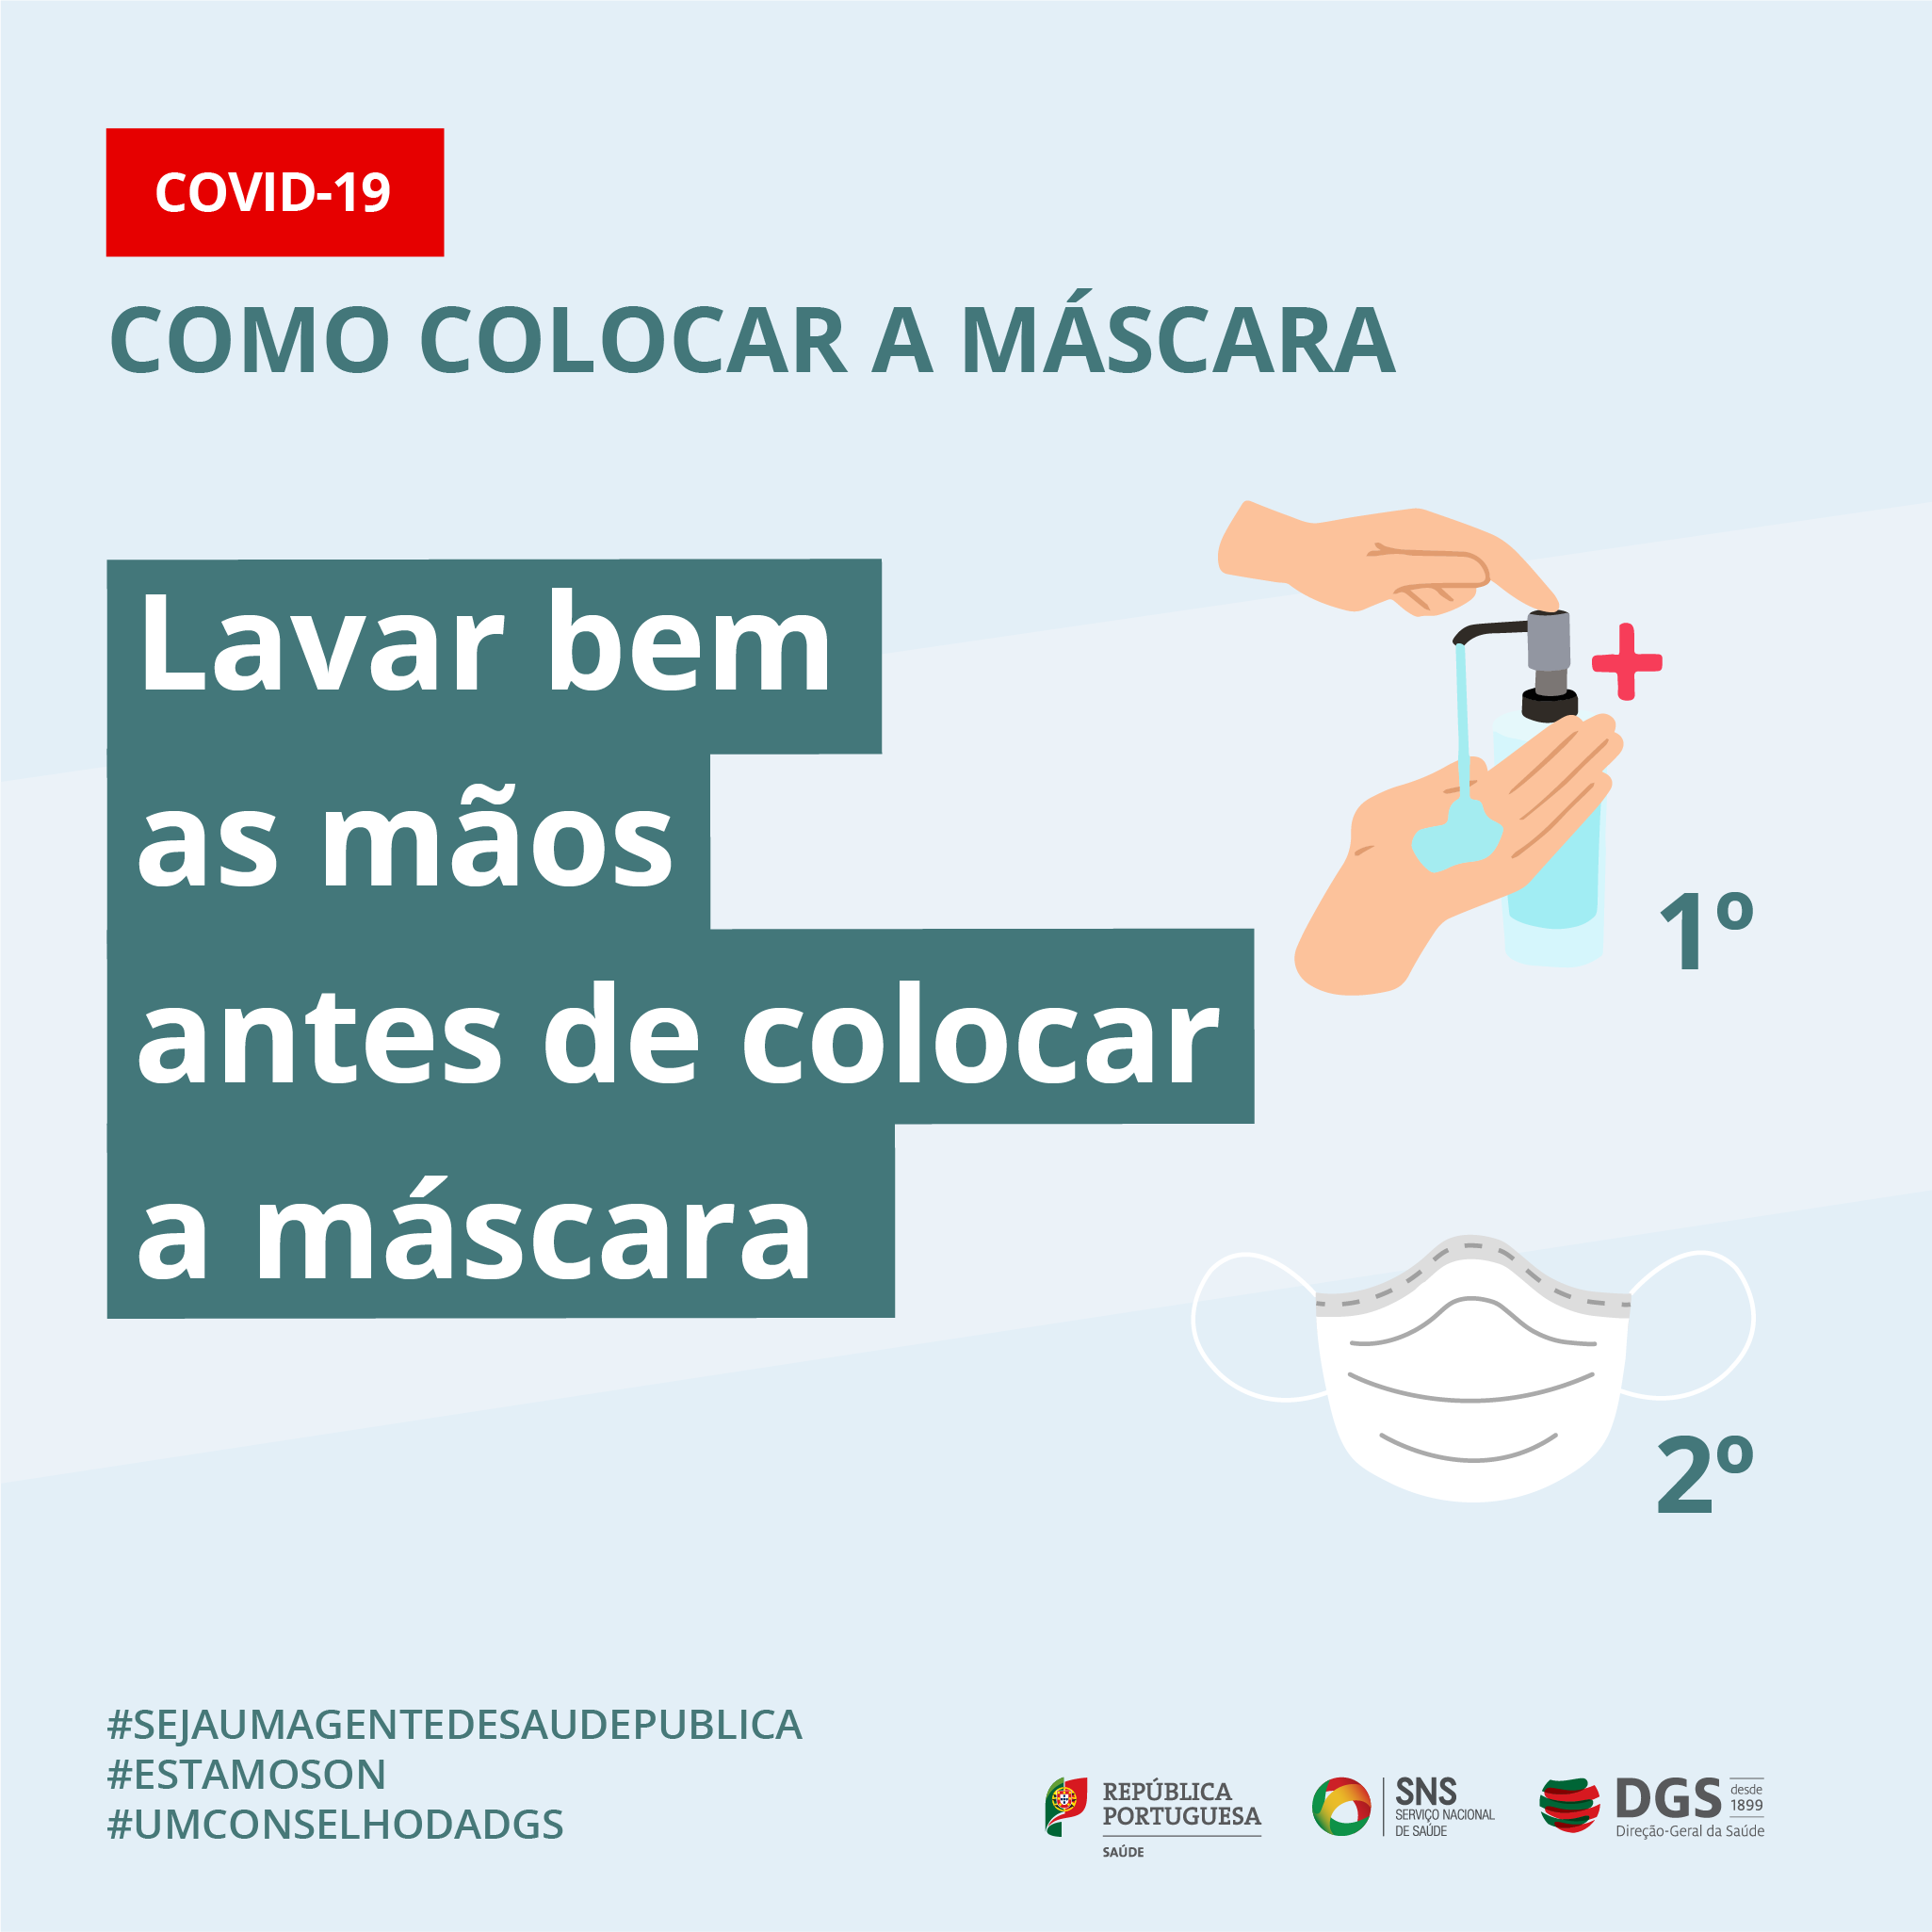 COVID-19
COMO COLOCAR A MÁSCARA
Lavar bem
as mãos
antes de colocar
a máscara
1º
2º
#SEJAUMAGENTEDESAUDEPUBLICA
#ESTAMOSON
#UMCONSELHODADGS
REPÚBLICA
PORTUGUESA
SAÚDE
SNS
SERVIÇO NACIONAL
DE SAÚDE
DGS desde
1899
Direção-Geral da Saúde